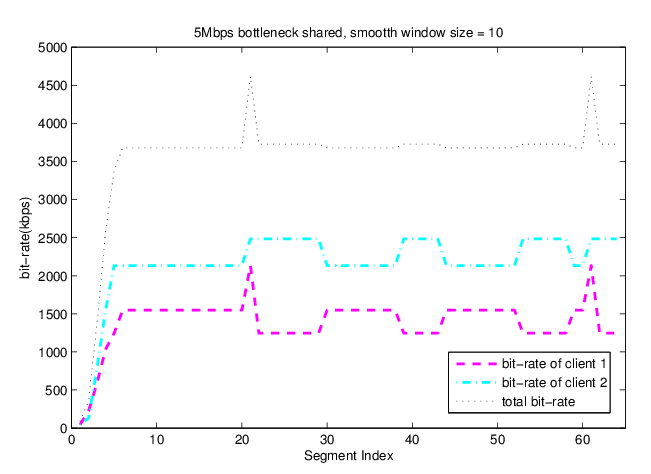 5Mbps bottleneck shared, smootth window size = 10
5000
4500
4000
3500
3000
2500
2000
1500
1000
500
0
bit-rate(kbps)
0 10 20 30 40 50 60
Segment Index
bit-rate of client 1
bit-rate of client 2
total bit-rate